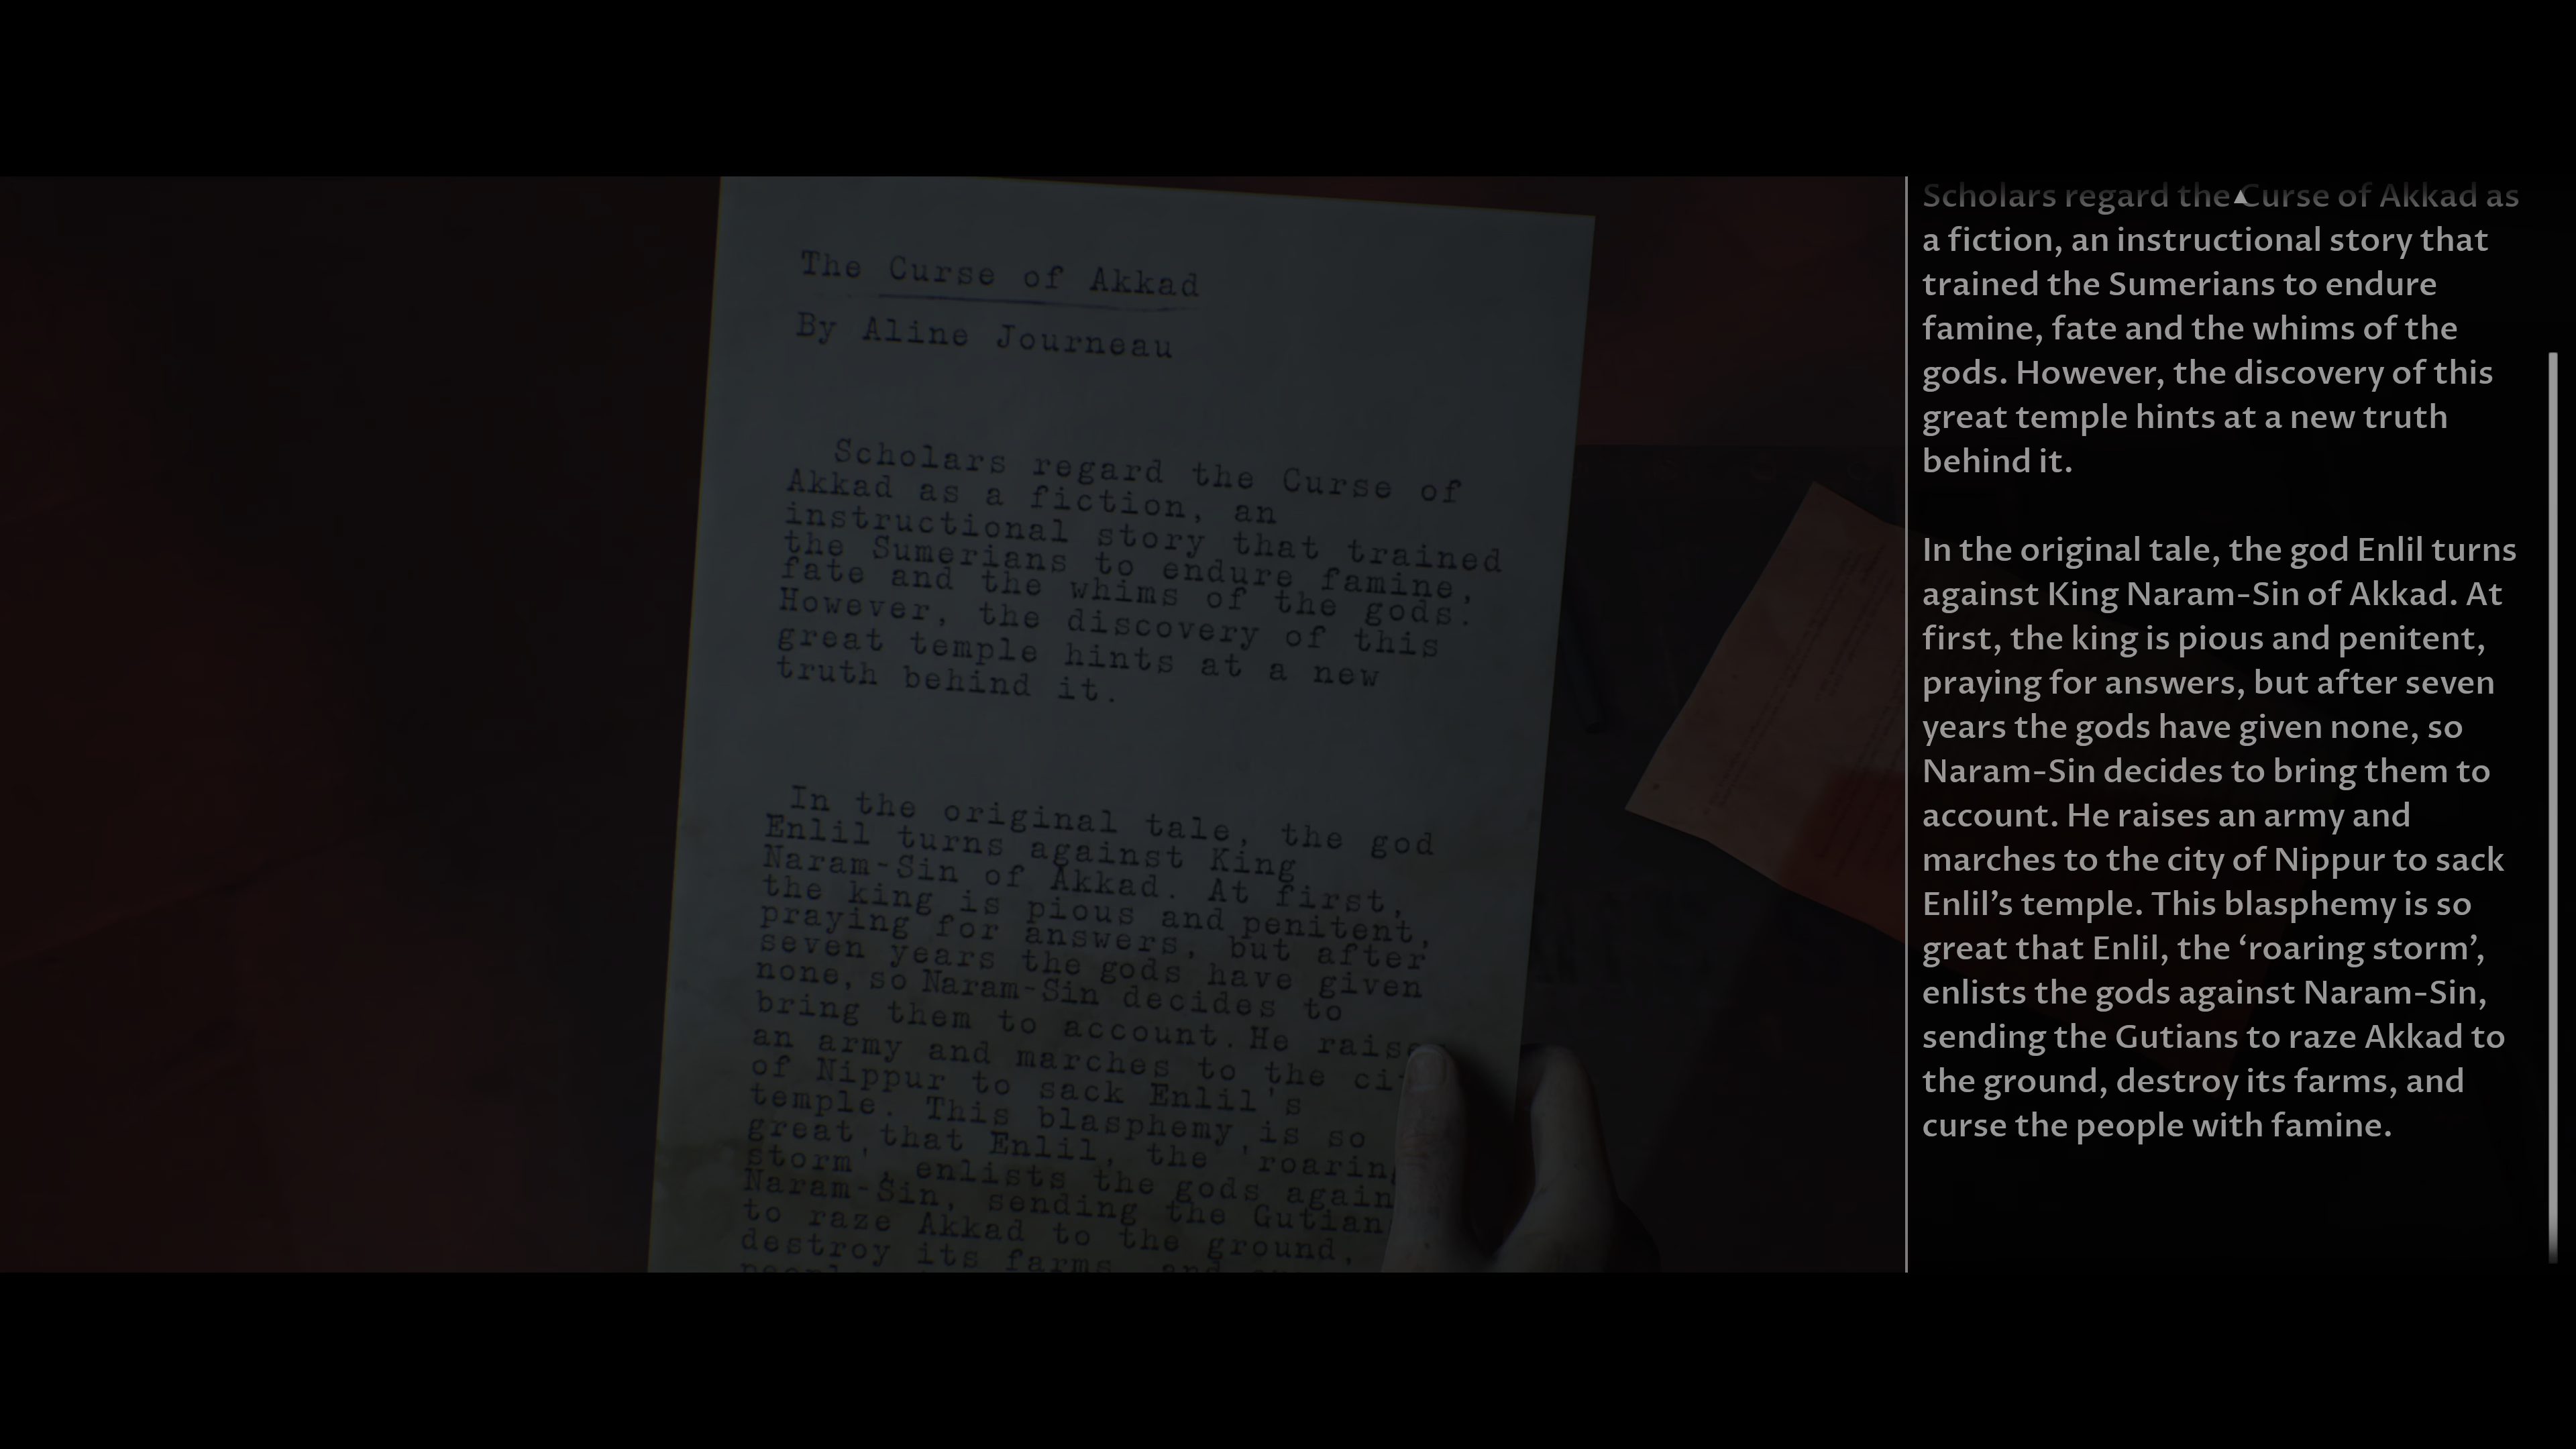 The Curse of Akkad
By Aline Journeau
Scholars regard the Curse of
Akkad as a fiction, an
instructional story that trained
the Sumerians to endure famine,
fate and the whims of the gods.
However, the discovery of this
great temple hints at a new
truth behind it.
In the original tale, the god
Enlil turns against King
Naram-Sin of Akkad. At first,
the king is pious and penitent,
praying for answers, but after
seven years the gods have given
none, so Naram-Sin decides to
bring them to account. He raise
an army and marches to the ci
of Nippur to sack Enlil's
temple. This blasphemy is so
great that Enlil, the 'roaring
storm', enlists the gods again
Naram-Sin, sending the Gutian
to raze Akkad to the ground,
destroy its farms, and
Scholars regard the Curse of Akkad as
a fiction, an instructional story that
trained the Sumerians to endure
famine, fate and the whims of the
gods. However, the discovery of this
great temple hints at a new truth
behind it.
In the original tale, the god Enlil turns
against King Naram-Sin of Akkad. At
first, the king is pious and penitent,
praying for answers, but after seven
years the gods have given none, so
Naram-Sin decides to bring them to
account. He raises an army and
marches to the city of Nippur to sack
Enlil’s temple. This blasphemy is so
great that Enlil, the ‘roaring storm’,
enlists the gods against Naram-Sin,
sending the Gutians to raze Akkad to
the ground, destroy its farms, and
curse the people with famine.